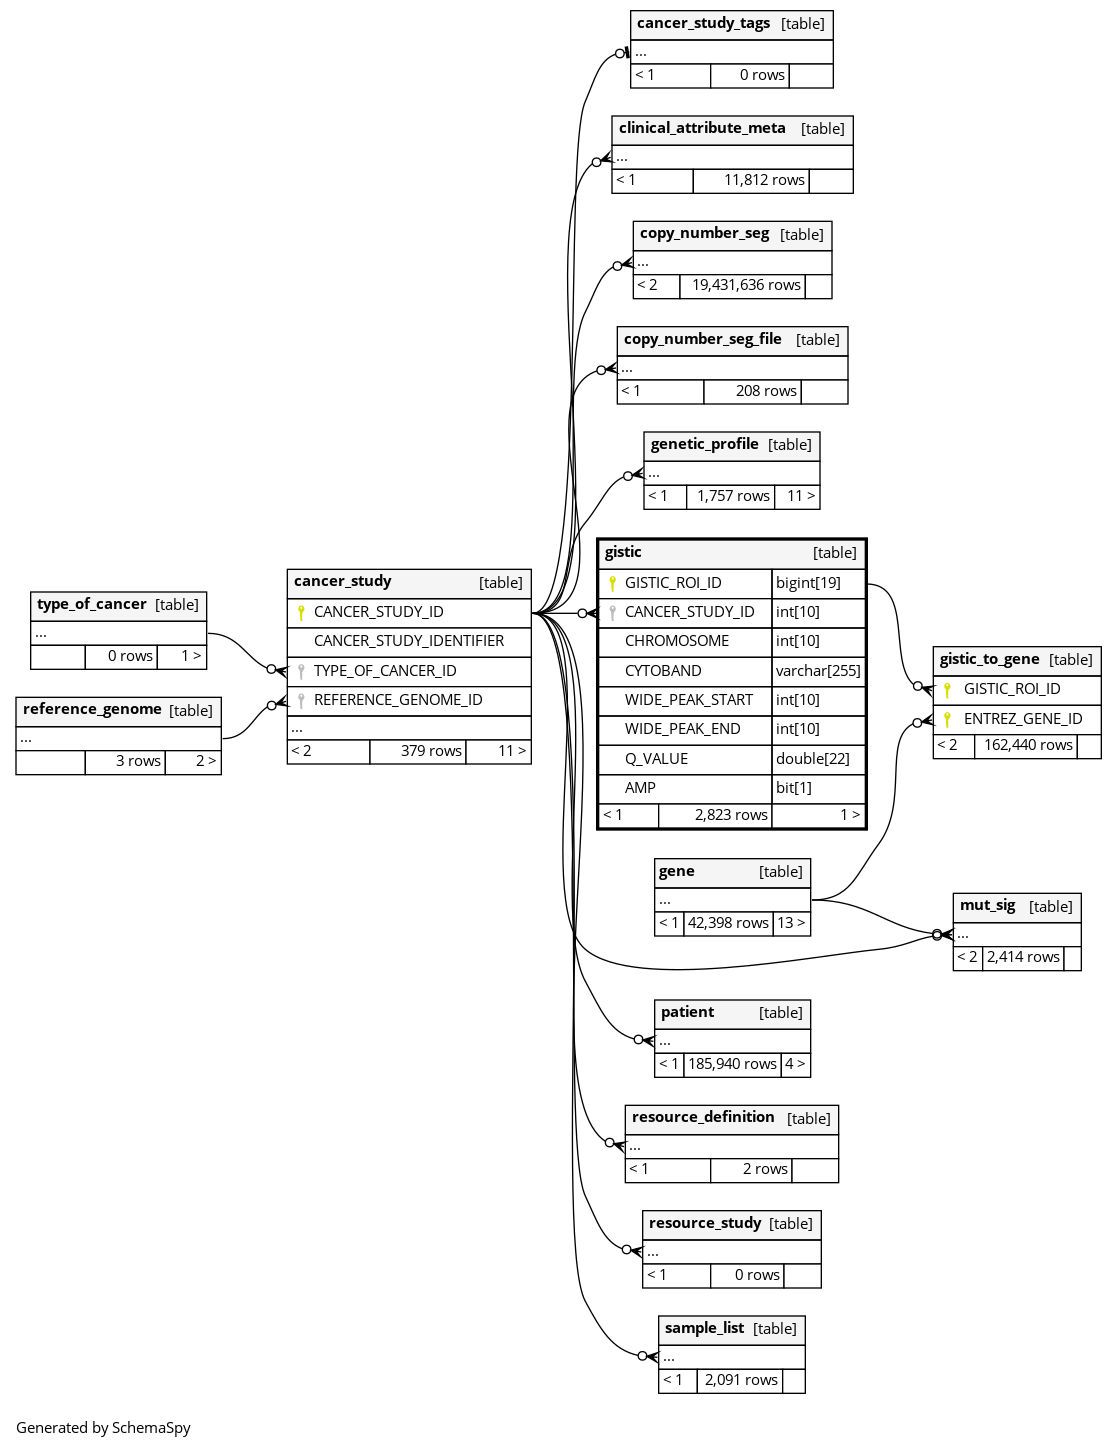 cancer_study_tags [table]
...
< 1 0 rows
clinical_attribute_meta [table]
...
< 1 11,812 rows
copy_number_seg [table]
...
< 2 19,431,636 rows
copy_number_seg_file [table]
...
< 1 208 rows
genetic_profile [table]
...
< 1 1,757 rows 11 >
type_of_cancer [table]
...
0 rows 1 >
reference_genome [table]
...
3 rows 2 >
cancer_study [table]
CANCER_STUDY_ID
CANCER_STUDY_IDENTIFIER
TYPE_OF_CANCER_ID
REFERENCE_GENOME_ID
...
< 2 379 rows 11 >
gistic [table]
GISTIC_ROI_ID bigint[19]
CANCER_STUDY_ID int[10]
CHROMOSOME int[10]
CYTOBAND varchar[255]
WIDE_PEAK_START int[10]
WIDE_PEAK_END int[10]
Q_VALUE double[22]
AMP bit[1]
< 1 2,823 rows 1 >
gistic_to_gene [table]
GISTIC_ROI_ID
ENTREZ_GENE_ID
< 2 162,440 rows
gene [table]
...
< 1 42,398 rows 13 >
mut_sig [table]
...
< 2 2,414 rows
patient [table]
...
< 1 185,940 rows 4 >
resource_definition [table]
...
< 1 2 rows
resource_study [table]
...
< 1 0 rows
sample_list [table]
...
< 1 2,091 rows
Generated by SchemaSpy